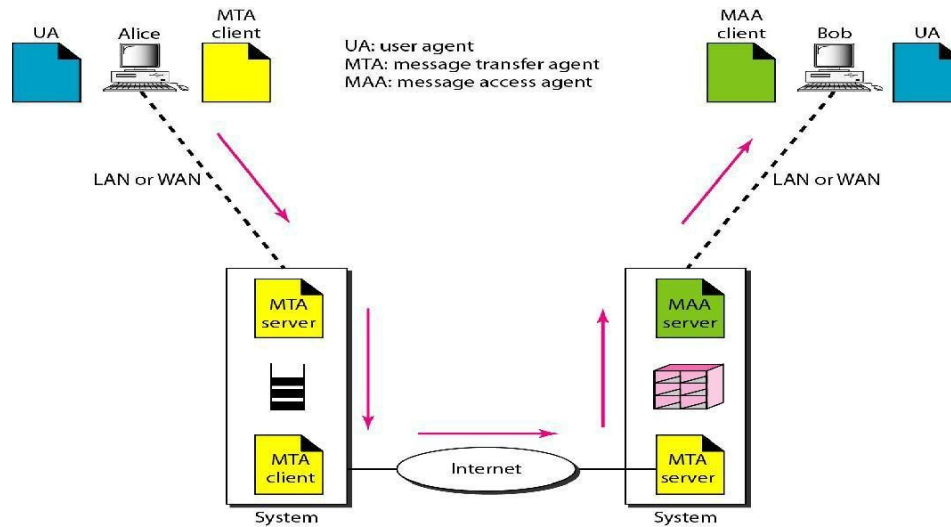 UA
Alice
MTA
client
UA: user agent
MTA: message transfer agent
MAA: message access agent
MAA
client
Bob
UA
LAN or WAN
LAN or WAN
MTA
server
MTA
client
System
Internet
MAA
server
MTA
server
System